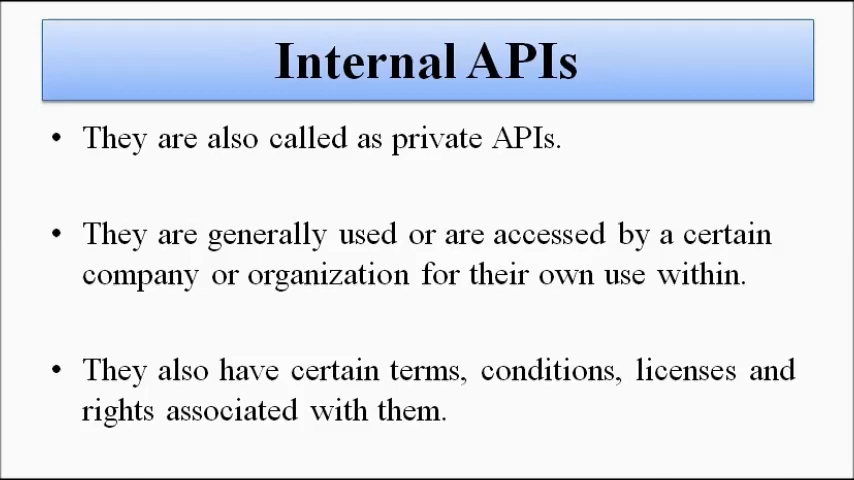 Internal APIs
• They are also called as private APIs.
• They are generally used or are accessed by a certain
company or organization for their own use within.
• They also have certain terms, conditions, licenses and
rights associated with them.